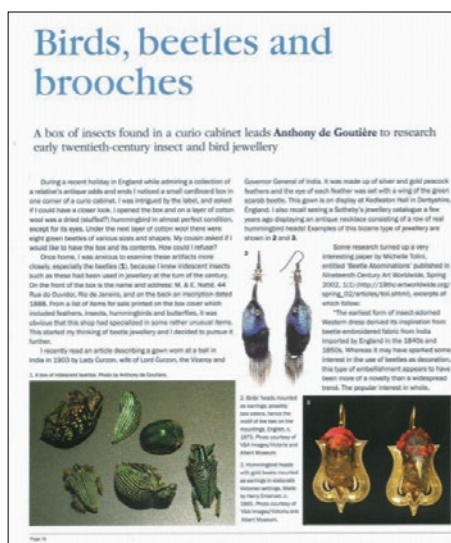 Birds, beetles and
brooches
A box of insects found in a curio cabinet leads Anthony de Goutière to research
early twentieth-century insect and bird jewellery
During a recent holiday in England while admiring a collection of
a relative's antique odds and ends I noticed a small cardboard box in
one corner of a curio cabinet. I was intrigued by the label, and asked
if I could have a closer look. I opened the box and on a layer of cotton
wool was a dried (stuffed?) hummingbird in almost perfect condition,
except for its eyes. Under the next layer of cotton wool there were
eight green beetles of various sizes and shapes. My cousin asked if I
would like to have the box and its contents. How could I refuse?
Once home, I was anxious to examine these artifacts more
closely, especially the beetles (1), because I knew iridescent insects
such as these had been used in jewellery at the turn of the century.
On the front of the box is the name and address: M. & E. Natté, 44
Rua do Ouvidor, Rio de Janeiro, and on the back an inscription dated
1888. From a list of items for sale printed on the box cover which
included feathers, insects, hummingbirds and butterflies, it was
obvious that this shop had specialized in some rather unusual items.
This started my thinking of beetle jewellery and I decided to pursue it
further.
I recently read an article describing a gown worn at a ball in
India in 1903 by Lady Curzon, wife of Lord Curzon, the Viceroy and
1. A box of iridescent beetles. Photo by Anthony de Goutière.
Governor General of India. It was made up of silver and gold peacock
feathers and the eye of each feather was set with a wing of the green
scarab beetle. This gown is on display at Kedleston Hall in Derbyshire,
England. I also recall seeing a Sotheby's jewellery catalogue a few
years ago displaying an antique necklace consisting of a row of real
hummingbird heads! Examples of this bizarre type of jewellery are
shown in 2 and 3.
2
Some research turned up a very
interesting paper by Michelle Tolini,
entitled 'Beetle Abominations' published in
Nineteenth Century Art Worldwide, Spring
2002, 1(1) (http://19thc-artworldwide.org/
spring_02/articles/toli.shtml), excerpts of
which follow:
"The earliest form of insect-adorned
Western dress derived its inspiration from
beetle-embroidered fabric from India
imported by England in the 1840s and
1850s. Whereas it may have sparked some
interest in the use of beetles as decoration,
this type of embellishment appears to have
been more of a novelty than a widespread
trend. The popular interest in whole,
2. Birds' heads mounted
as earrings, possibly
the
on the
mountings. English, c.
1875. Photo courtesy of
V&A Images/Victoria and
Albert Museum.
3. Hummingbird heads
with gold beaks mounted
as earrings in elaborate
Victorian settings. Made
by Harry Emanuel, c.
1865. Photo courtesy of
V&A Images/Victoria and
Albert Museum.
3
Page